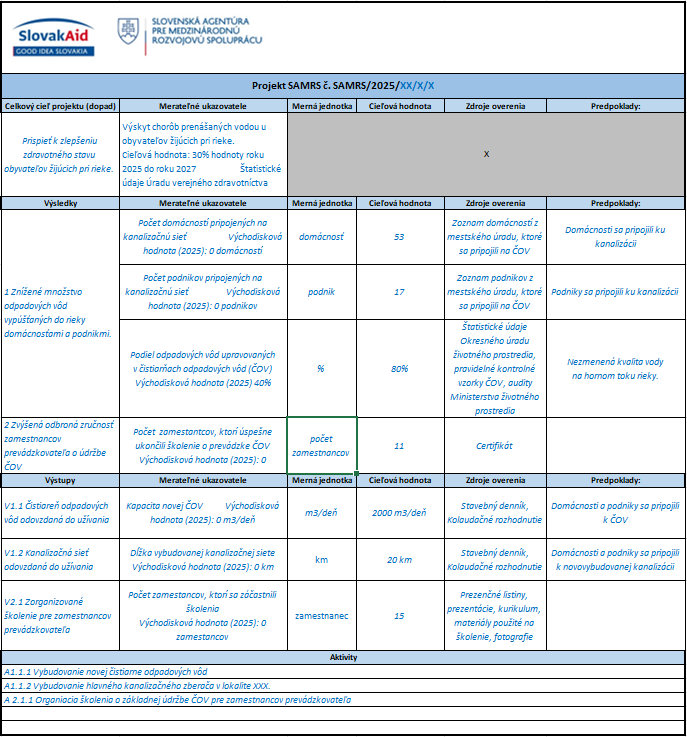 SlovakAid
GOOD IDEA SLOVAKIA
SLOVENSKÁ AGENTÚRA
PRE MEDZINÁRODNÚ
ROZVOJOVÚ SPOLUPRÁCU
Projekt SAMRS č. SAMRS/2025/XX/X/X
Celkový cieľ projektu (dopad) Merateľné ukazovatele Merná jednotka Cieľová hodnota Zdroje overenia Predpoklady:
Prispieť k zlepšeniu
zdravotného stavu
obyvateľov žijúcich pri rieke.
Výskyt chorôb prenášaných vodou u
obyvateľov žijúcich pri rieke.
Cieľová hodnota: 30% hodnoty roku
2025 do roku 2027 Štatistické
údaje Úradu verejného zdravotníctva
X
Výsledky Merateľné ukazovatele Merná jednotka Cieľová hodnota Zdroje overenia Predpoklady:
1 Znížené množstvo
odpadových vôd
vypúšťaných do rieky
domácnosťami a podnikmi.
Počet domácností pripojených na
kanalizačnú sieť Východisková
hodnota (2025): 0 domácností
domácnosť
53
Zoznam domácností z
mestského úradu, ktoré
sa pripojili na ČOV
Domácnosti sa pripojili ku
kanalizácii
Počet podnikov pripojených na
kanalizačnú sieť Východisková
hodnota (2025): 0 podnikov
podnik
17
Zoznam podnikov z
mestského úradu, ktoré
sa pripojili na ČOV
Podniky sa pripojili ku kanalizácii
Podiel odpadových vôd upravovaných
v čistiarňach odpadových vôd (ČOV)
Východisková hodnota (2025) 40%
%
80%
Štatistické údaje
Okresného úradu
životného prostredia,
pravidelné kontrolné
vzorky ČOV, audity
Ministerstva životného
prostredia
Nezmenená kvalita vody
na hornom toku rieky.
2 Zvýšená odbroná zručnosť
zamestnancov
prevádzkovateľa o údržbe
ČOV
Počet zamestantcov, ktorí úspešne
ukončili školenie o prevádzke ČOV
Východisková hodnota (2025): 0
počet
zamestnancov
11
Certifikát
Výstupy Merateľné ukazovatele Merná jednotka Cieľová hodnota Zdroje overenia Predpoklady:
V1.1 Čistiareň odpadových
vôd odovzdaná do užívania
Kapacita novej ČOV Východisková
hodnota (2025): 0 m3/deň
m3/deň
2000 m3/deň
Stavebný denník,
Kolaudačné rozhodnutie
Domácnosti a podniky sa pripojili
k ČOV
V1.2 Kanalizačná sieť
odovzdaná do užívania
Dĺžka vybudovanej kanalizačnej siete
Východisková hodnota (2025): 0 km
km
20 km
Stavebný denník,
Kolaudačné rozhodnutie
Domácnosti a podniky sa pripojili
k novovybudovanej kanalizácii
V2.1 Zorganizované
školenie pre zamestnancov
prevádzkovateľa
Počet zamestancov, ktorí sa záčastnili
školenia
Východisková hodnota (2025): 0
zamestancov
zamestnanec
15
Prezenčné listiny,
prezentácie, kurikulum,
materiály použité na
školenie, fotografie
Aktivity
A1.1.1 Vybudovanie novej čistiarne odpadových vôd
A1.1.2 Vybudovanie hlavného kanalizačného zberača v lokalite XXX.
A 2.1.1 Organiacia školenia o základnej údržbe ČOV pre zamestnancov prevádzkovateľa